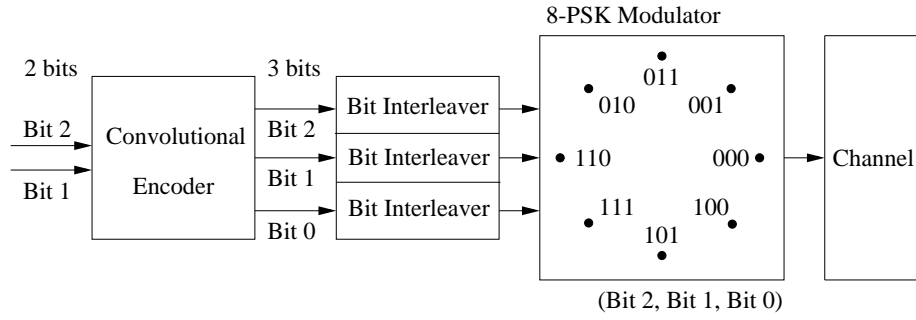 8-PSK Modulator
2 bits
3 bits
Bit 2
Bit 1
Convolutional
Encoder
Bit 2
Bit 1
Bit 0
Bit Interleaver
Bit Interleaver
Bit Interleaver
011
010
001
110
000
111
100
101
Channel
(Bit 2, Bit 1, Bit 0)